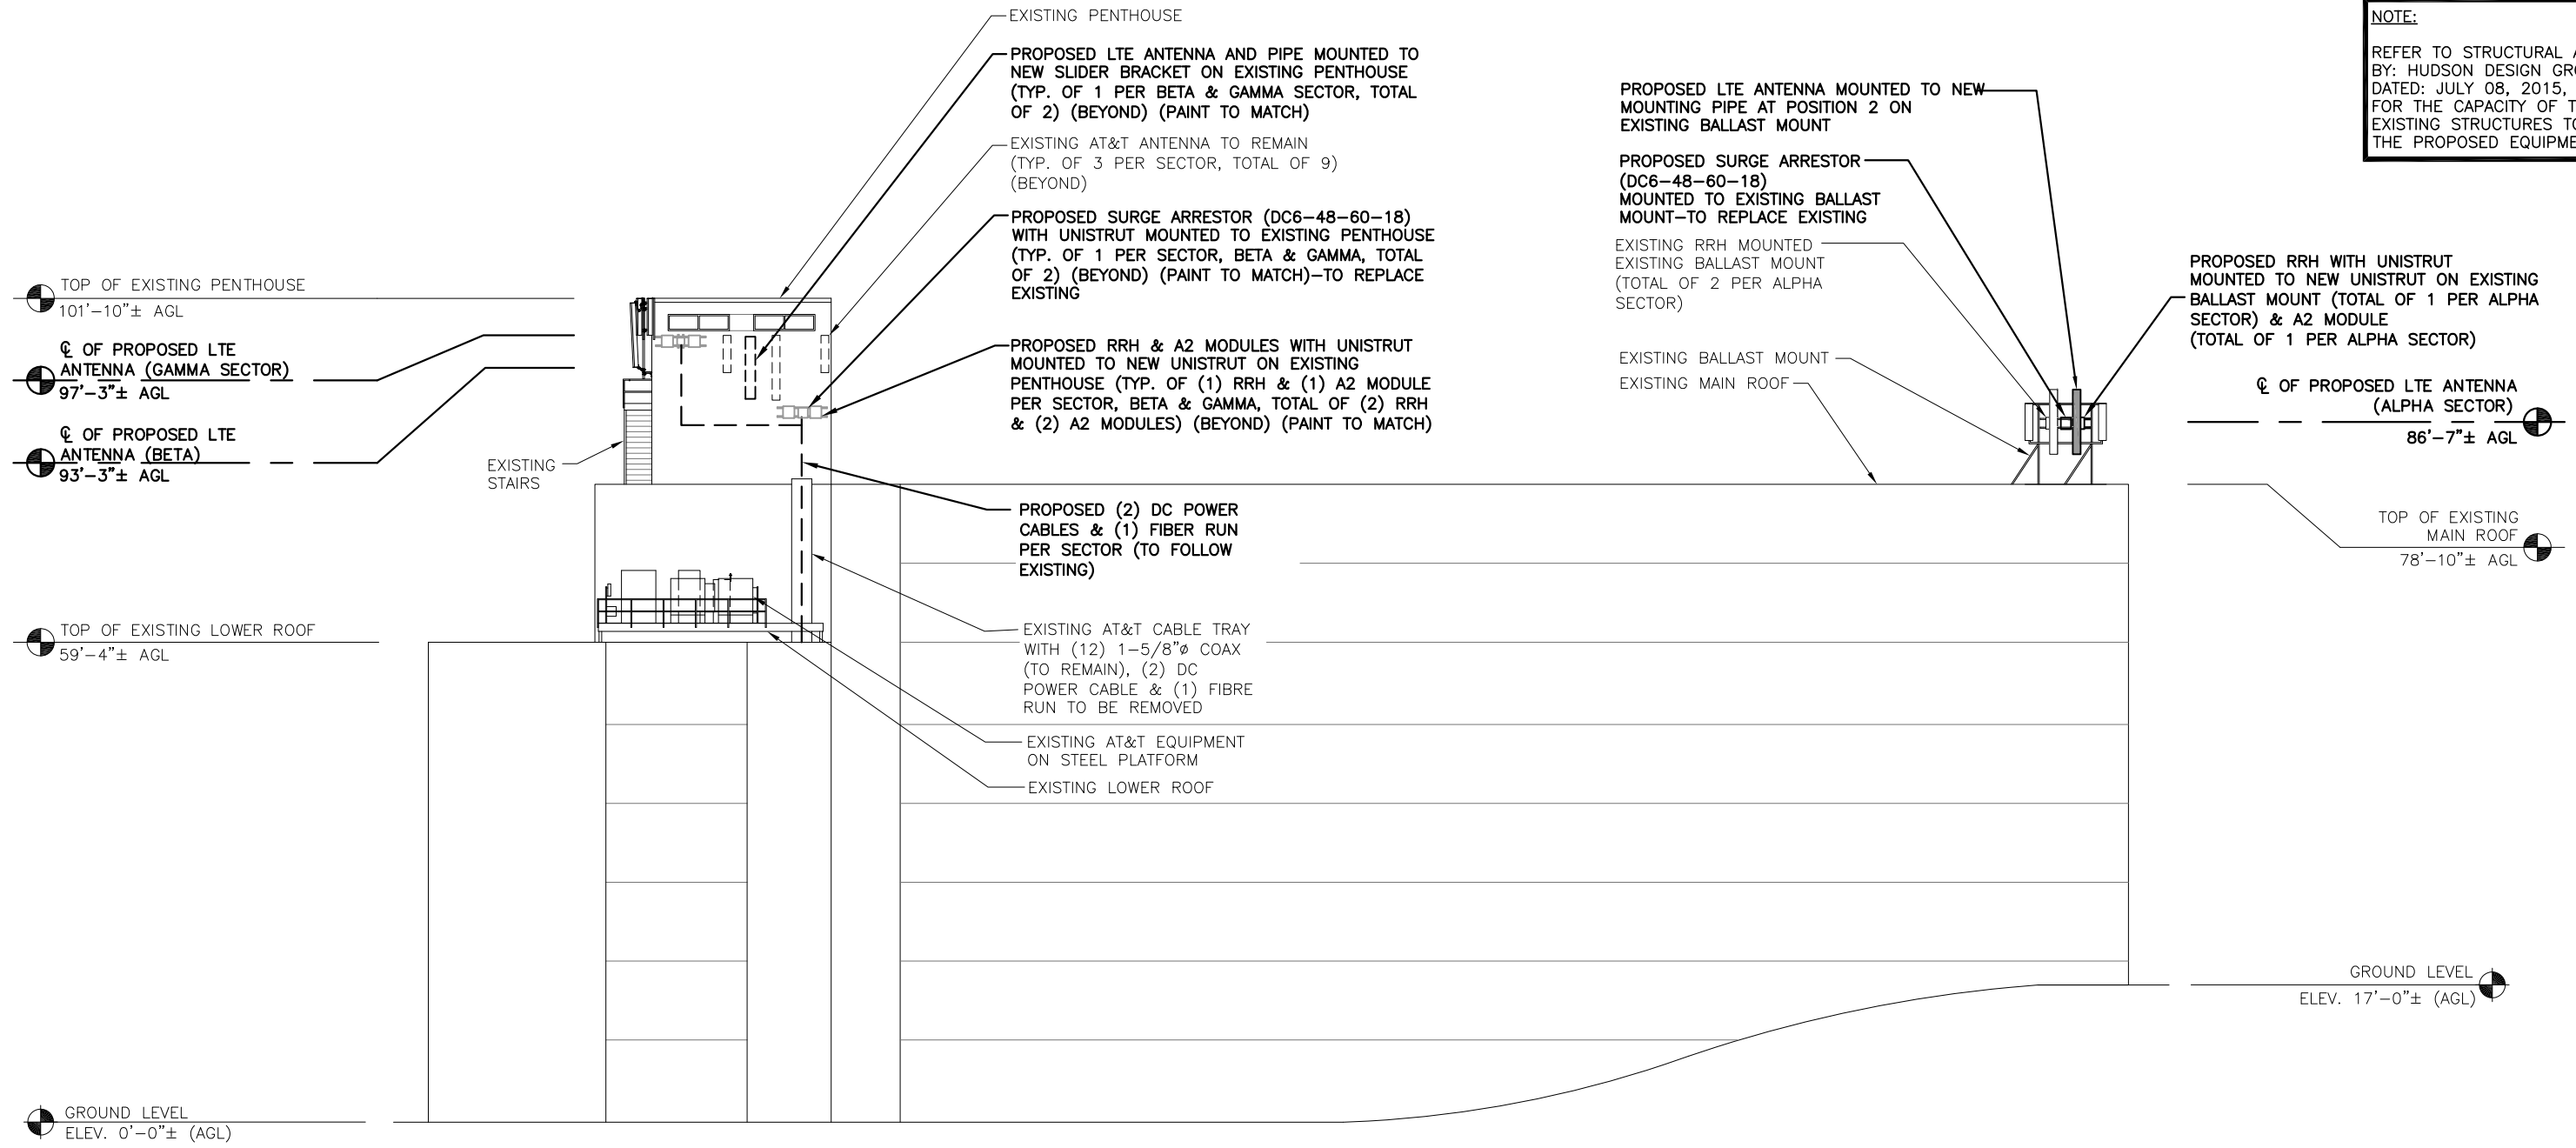 EXISTING PENTHOUSE
PROPOSED LTE ANTENNA AND PIPE MOUNTED TO
NEW SLIDER BRACKET ON EXISTING PENTHOUSE
(TYP. OF 1 PER BETA & GAMMA SECTOR, TOTAL
OF 2) (BEYOND) (PAINT TO MATCH)
EXISTING AT&T ANTENNA TO REMAIN
(TYP. OF 3 PER SECTOR, TOTAL OF 9)
(BEYOND)
PROPOSED SURGE ARRESTOR (DC6-48-60-18)
WITH UNISTRUT MOUNTED TO EXISTING PENTHOUSE
(TYP. OF 1 PER SECTOR, BETA & GAMMA, TOTAL
OF 2) (BEYOND) (PAINT TO MATCH)-TO REPLACE
EXISTING
PROPOSED RRH & A2 MODULES WITH UNISTRUT
MOUNTED TO NEW UNISTRUT ON EXISTING
PENTHOUSE (TYP. OF (1) RRH & (1) A2 MODULE
PER SECTOR, BETA & GAMMA, TOTAL OF (2) RRH
& (2) A2 MODULES) (BEYOND) (PAINT TO MATCH)
TOP OF EXISTING PENTHOUSE
101'-10"± AGL
℄ OF PROPOSED LTE
ANTENNA (GAMMA SECTOR)
97'-3"± AGL
℄ OF PROPOSED LTE
ANTENNA (BETA)
93'-3"± AGL
EXISTING
STAIRS
PROPOSED (2) DC POWER
CABLES & (1) FIBER RUN
PER SECTOR (TO FOLLOW
EXISTING)
TOP OF EXISTING LOWER ROOF
59'-4"± AGL
EXISTING AT&T CABLE TRAY
WITH (12) 1-5/8"ø COAX
(TO REMAIN), (2) DC
POWER CABLE & (1) FIBRE
RUN TO BE REMOVED
EXISTING AT&T EQUIPMENT
ON STEEL PLATFORM
EXISTING LOWER ROOF
GROUND LEVEL
ELEV. 0'-0"± (AGL)
PROPOSED LTE ANTENNA MOUNTED TO NEW
MOUNTING PIPE AT POSITION 2 ON
EXISTING BALLAST MOUNT
PROPOSED SURGE ARRESTOR
(DC6-48-60-18)
MOUNTED TO EXISTING BALLAST
MOUNT-TO REPLACE EXISTING
EXISTING RRH MOUNTED
EXISTING BALLAST MOUNT
(TOTAL OF 2 PER ALPHA
SECTOR)
EXISTING BALLAST MOUNT
EXISTING MAIN ROOF
NOTE:
REFER TO STRUCTURAL
BY: HUDSON DESIGN
DATED: JULY 08, 2015,
FOR THE CAPACITY OF
EXISTING STRUCTURES
THE PROPOSED
PROPOSED RRH WITH UNISTRUT
MOUNTED TO NEW UNISTRUT ON EXISTING
BALLAST MOUNT (TOTAL OF 1 PER ALPHA
SECTOR) & A2 MODULE
(TOTAL OF 1 PER ALPHA SECTOR)
℄ OF PROPOSED LTE ANTENNA
(ALPHA SECTOR)
86'-7"± AGL
TOP OF EXISTING
MAIN ROOF
78'-10"± AGL
GROUND LEVEL
ELEV. 17'-0"± (AGL)